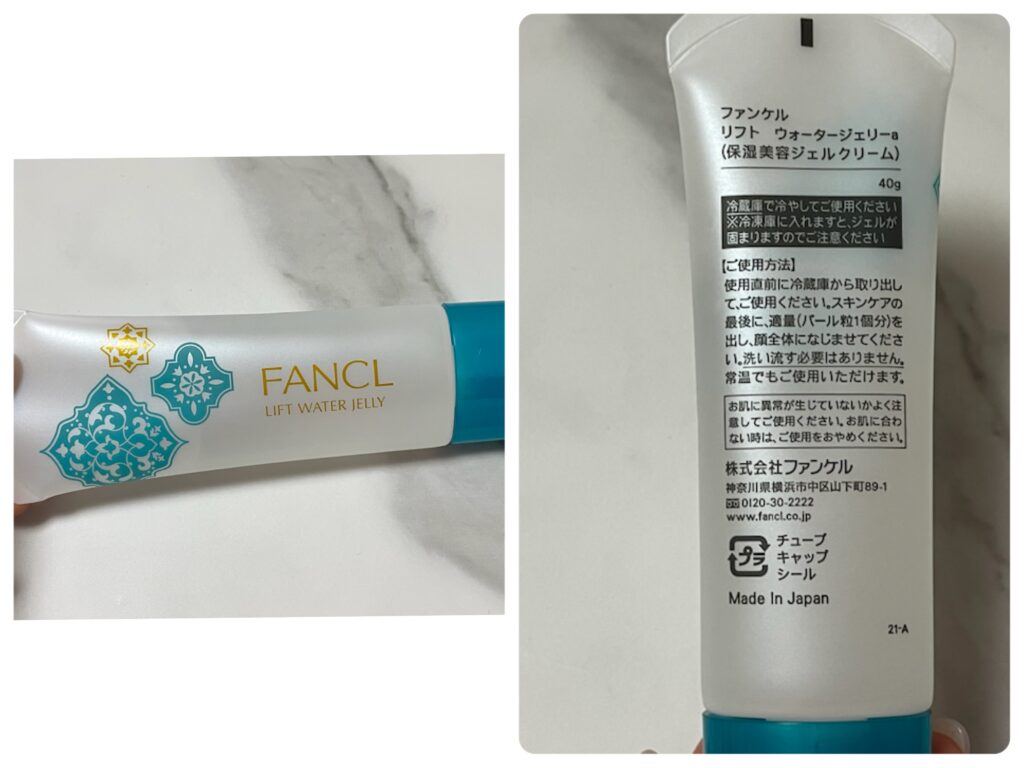 FANCL
LIFT WATER JELLY
ファンケル
リフト ウォータージェリーa
(保湿美容ジェルクリーム)
40g
冷蔵庫で冷やしてご使用ください
※冷凍庫に入れますと、ジェルが
固まりますのでご注意ください
【ご使用方法】
使用直前に冷蔵庫から取り出し
て、ご使用ください。スキンケアの
最後に、適量(パール粒1個分)を
出し、顔全体になじませてくださ
い。洗い流す必要はありません。
常温でもご使用いただけます。
お肌に異常が生じていないかよく注
意してご使用ください。お肌に合わ
ない時は、ご使用をおやめください。
株式会社ファンケル
神奈川県横浜市中区山下町89-1
0120-30-2222
www.fancl.co.jp
プラ
チューブ
キャップ
シール
Made In Japan
21-A